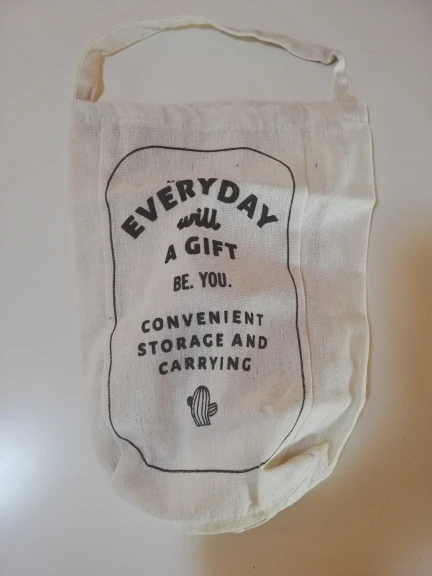 EVERYDAY
will
A GIFT
BE. YOU.
CONVENIENT
STORAGE AND
CARRYING